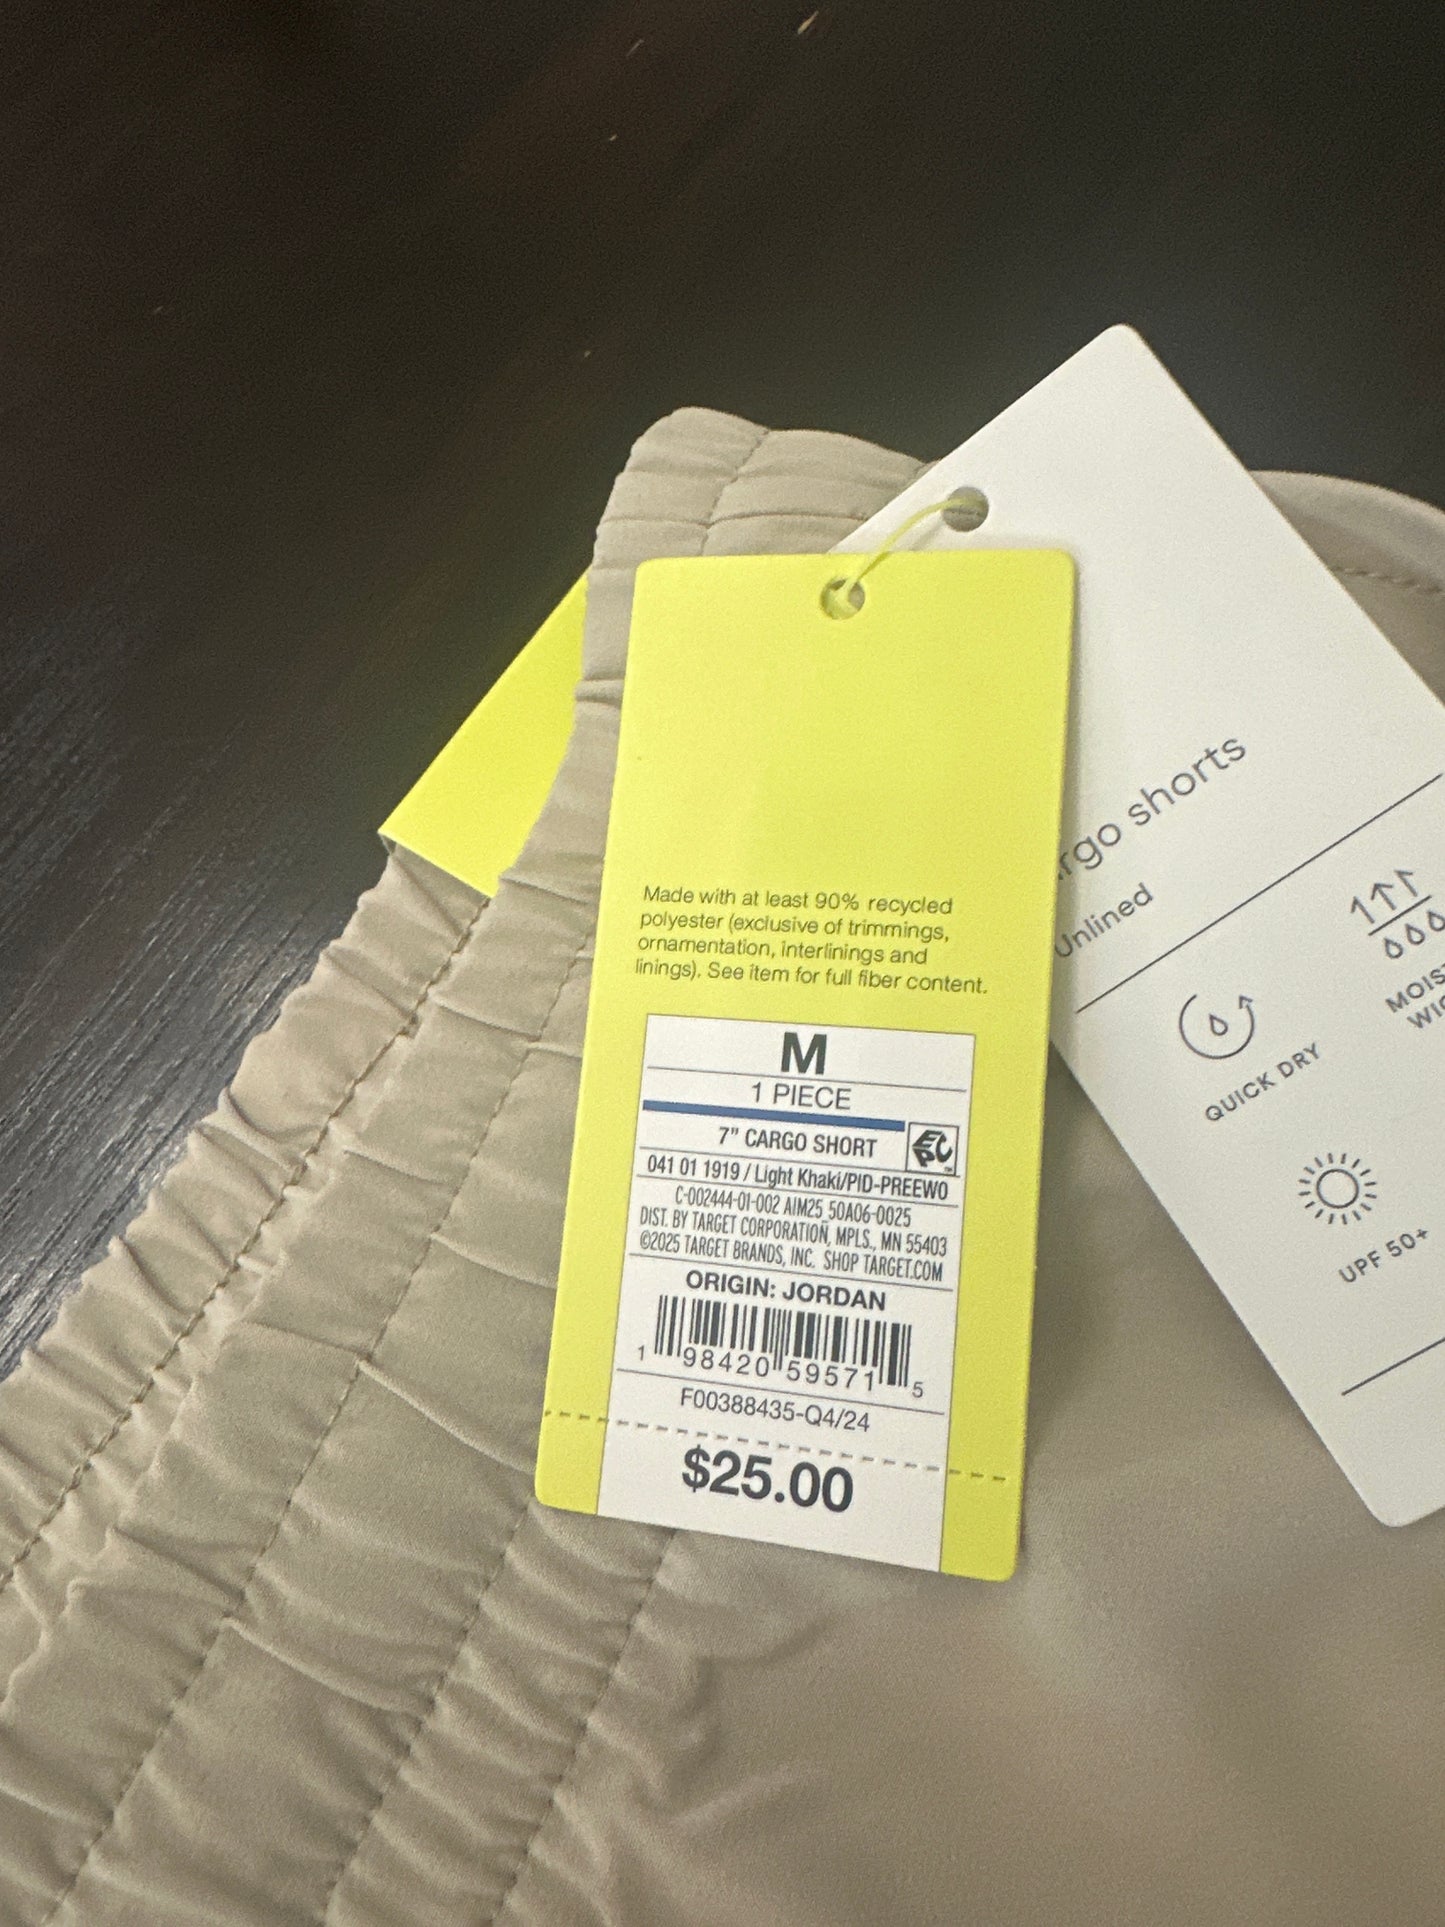 Made with at least 90% recycled
polyester (exclusive of trimmings,
ornamentation, interlinings and
linings). See item for full fiber content.
M
1 PIECE
7" CARGO SHORT
EPC
041 01 1919 / Light Khaki/PID-PREEW0
C-002444-01-002 AIM25_50A06-0025
DIST. BY TARGET CORPORATION, MPLS., MN 55403
©2025 TARGET BRANDS, INC. SHOP TARGET.COM
ORIGIN: JORDAN
1 98420 59571 5
F00388435-Q4/24
$25.00
shorts
Unlined
QUICK DRY
UPF 50+